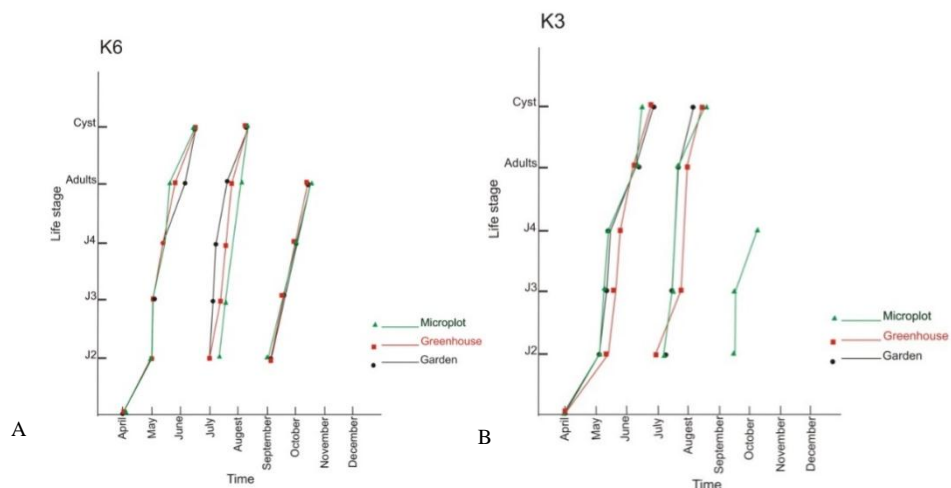 K6
Cyst
Adults
J4
J3
J2
Life stage
April
May
June
July
Augest
September
October
November
December
Time
Microplot
Greenhouse
Garden
A
K3
Cyst
Adults
J4
J3
J2
Life stage
April
May
June
July
August
September
October
November
December
Time
Microplot
Greenhouse
Garden
B